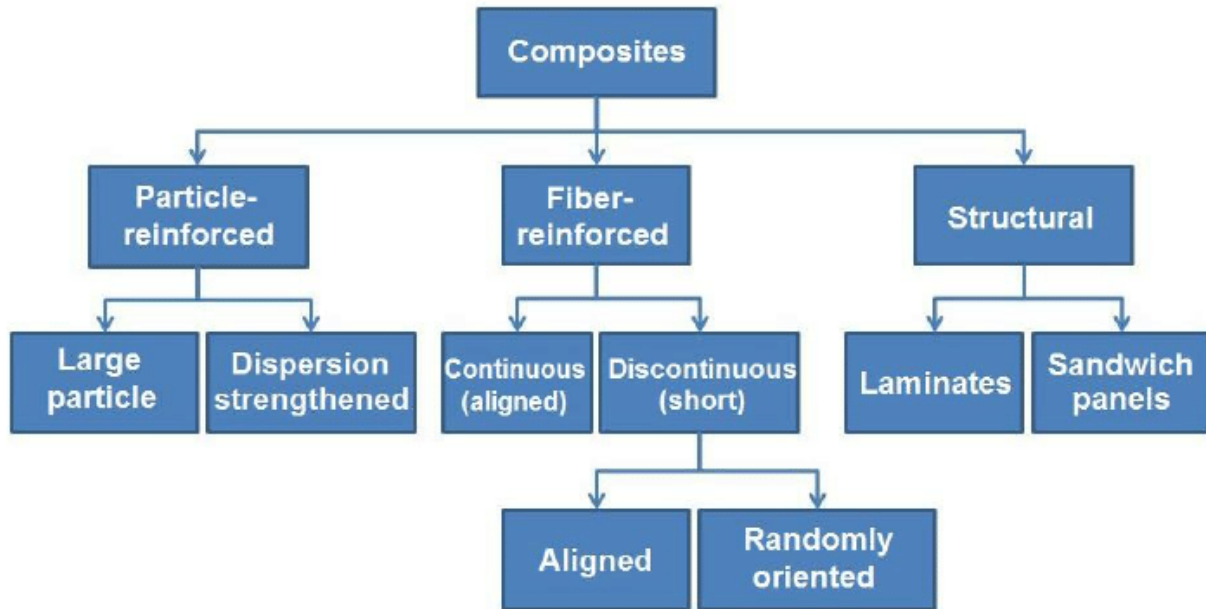 Composites
Particle-
reinforced
Fiber-
reinforced
Structural
Large
particle
Dispersion
strengthened
Continuous
(aligned)
Discontinuous
(short)
Laminates
Sandwich
panels
Aligned
Randomly
oriented